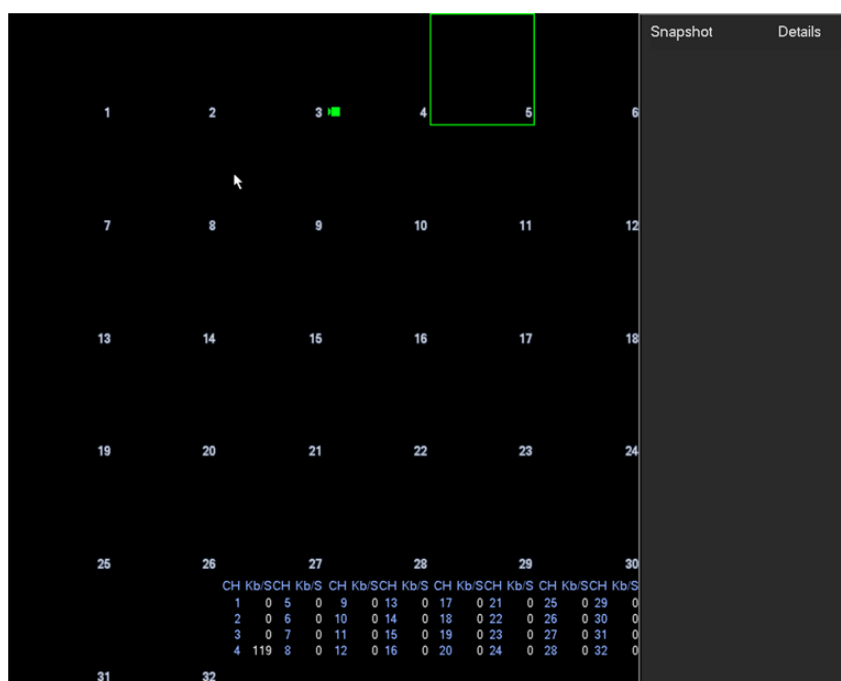 Snapshot Details
1 2 3 4 5 6
7 8 9 10 11 12
13 14 15 16 17 18
19 20 21 22 23 24
25 26 27 28 29 30
CH Kb/S CH Kb/S CH Kb/S CH Kb/S CH Kb/S CH Kb/S CH Kb/S CH Kb/S
1 0 5 0 9 0 13 0 17 0 21 0 25 0 29 0
2 0 6 0 10 0 14 0 18 0 22 0 26 0 30 0
3 0 7 0 11 0 15 0 19 0 23 0 27 0 31 0
4 119 8 0 12 0 16 0 20 0 24 0 28 0 32 0
31 32